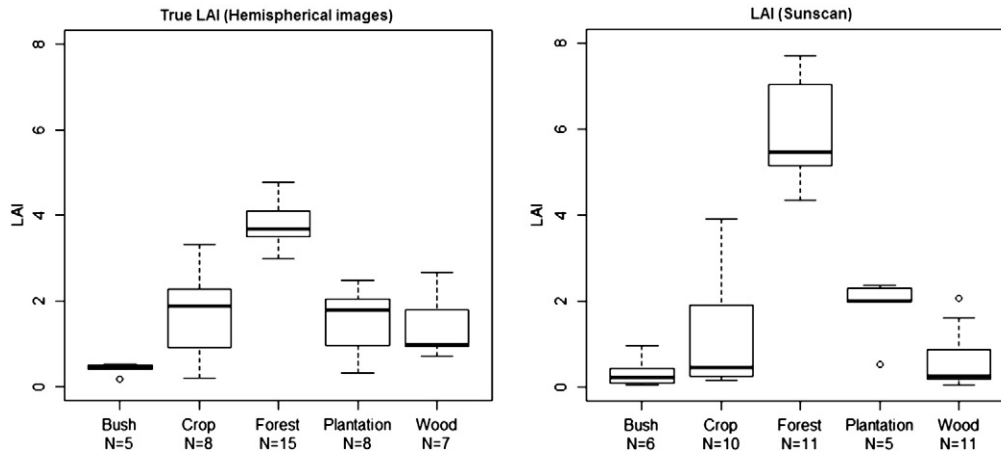 True LAI (Hemispherical images)
LAI
8
6
4
2
0
Bush Crop Forest Plantation Wood
N=5 N=8 N=15 N=8 N=7
LAI (Sunscan)
LAI
8
6
4
2
0
Bush Crop Forest Plantation Wood
N=6 N=10 N=11 N=5 N=11